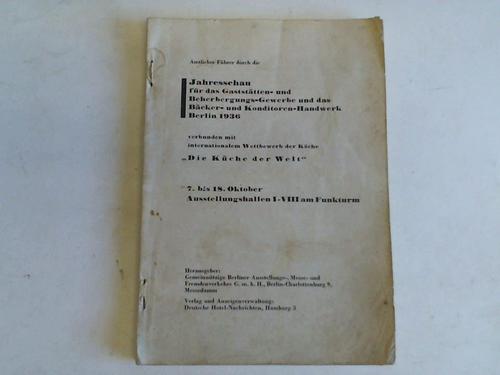 Amtlicher Führer durch die
Jahresschau
für das Gaststätten- und
Beherbergungs-Gewerbe und das
Bäcker- und Konditoren-Handwerk
Berlin 1936
verbunden mit
internationalem Wettbewerb der Küche
„Die Küche der Welt"
7. bis 18. Oktober
Ausstellungshallen I-VIII am Funkturm
Herausgeber:
Gemeinnützige Berliner Ausstellungs-, Messe- und
Fremdenverkehrs G. m. b. H., Berlin-Charlottenburg 9,
Messedamm
Verlag und Anzeigenverwaltung:
Deutsche Hotel-Nachrichten, Hamburg 3